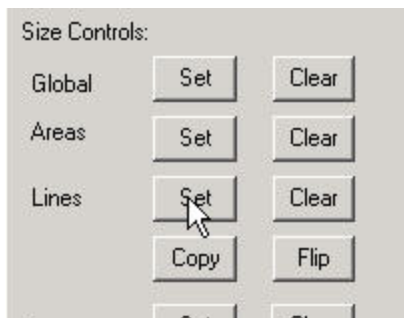 Size Controls:
Global Set Clear
Areas Set Clear
Lines Set Clear
Copy Flip